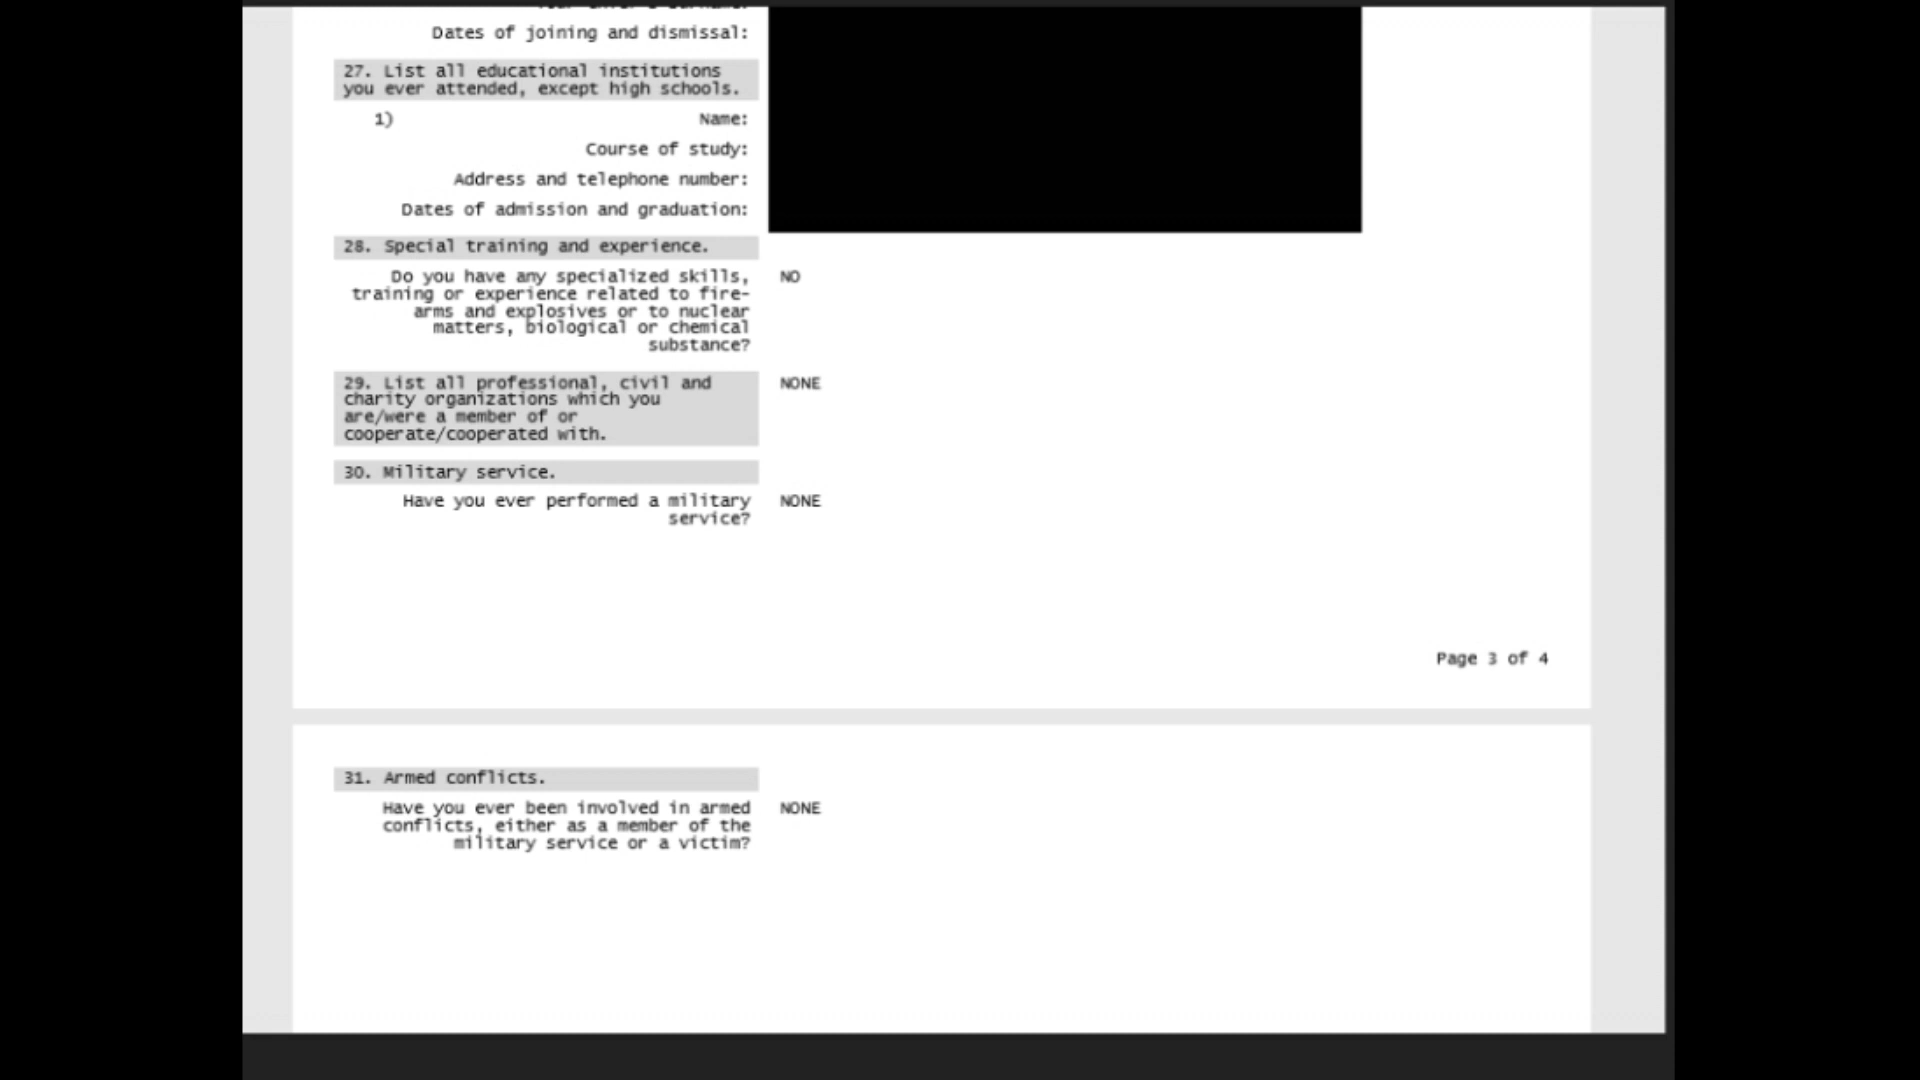 Dates of joining and dismissal:
27. List all educational institutions
you ever attended, except high schools.
1) Name:
Course of study:
Address and telephone number:
Dates of admission and graduation:
28. Special training and experience.
Do you have any specialized skills, NO
training or experience related to fire-
arms and explosives or to nuclear
matters, biological or chemical
substance?
29. List all professional, civil and NONE
charity organizations which you
are/were a member of or
cooperate/cooperated with.
30. Military service.
Have you ever performed a military NONE
service?
Page 3 of 4
31. Armed conflicts.
Have you ever been involved in armed NONE
conflicts, either as a member of the
military service or a victim?